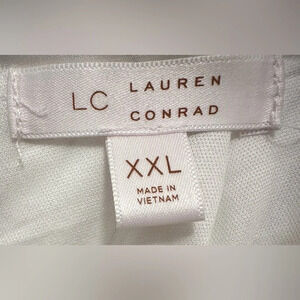 LC LAUREN
CONRAD
XXL
MADE IN
VIETNAM